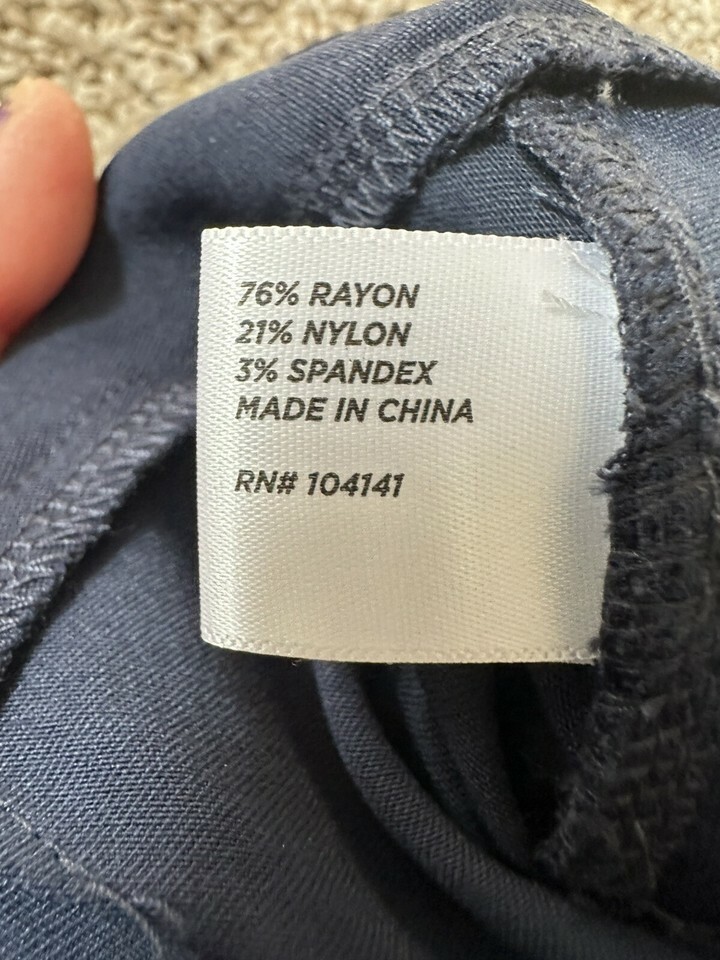 76% RAYON
21% NYLON
3% SPANDEX
MADE IN CHINA
RN# 104141